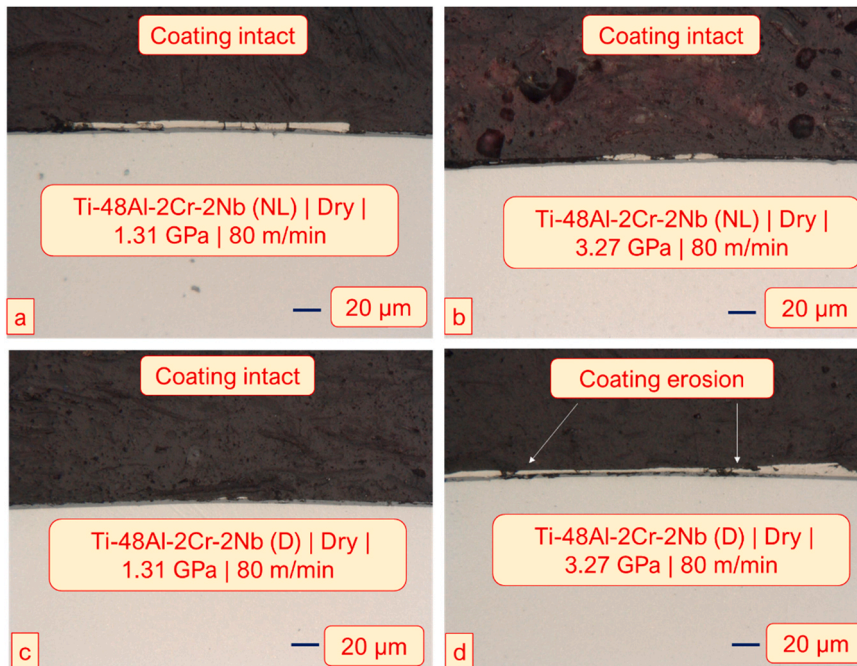 Coating intact
Ti-48Al-2Cr-2Nb (NL) | Dry |
1.31 GPa | 80 m/min
20 µm
a
Coating intact
Ti-48Al-2Cr-2Nb (NL) | Dry |
3.27 GPa | 80 m/min
20 µm
b
Coating intact
Ti-48Al-2Cr-2Nb (D) | Dry |
1.31 GPa | 80 m/min
20 µm
c
Coating erosion
Ti-48Al-2Cr-2Nb (D) | Dry |
3.27 GPa | 80 m/min
20 µm
d